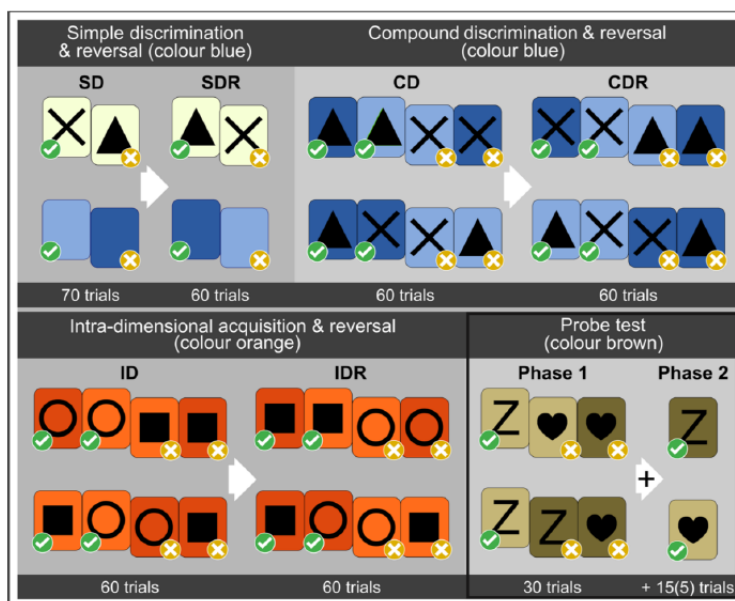 Simple discrimination
& reversal (colour blue)
Compound discrimination & reversal
(colour blue)
SD
SDR
CD
CDR
70 trials
60 trials
60 trials
60 trials
Intra-dimensional acquisition & reversal
(colour orange)
Probe test
(colour brown)
ID
IDR
Phase 1
Phase 2
Z
Z
Z
Z
+
60 trials
60 trials
30 trials
+ 15(5) trials